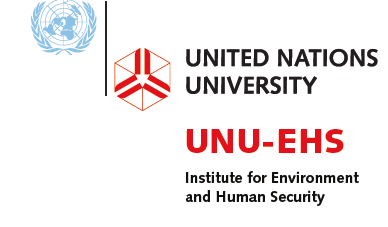 UNITED NATIONS
UNIVERSITY
UNU-EHS
Institute for Environment
and Human Security